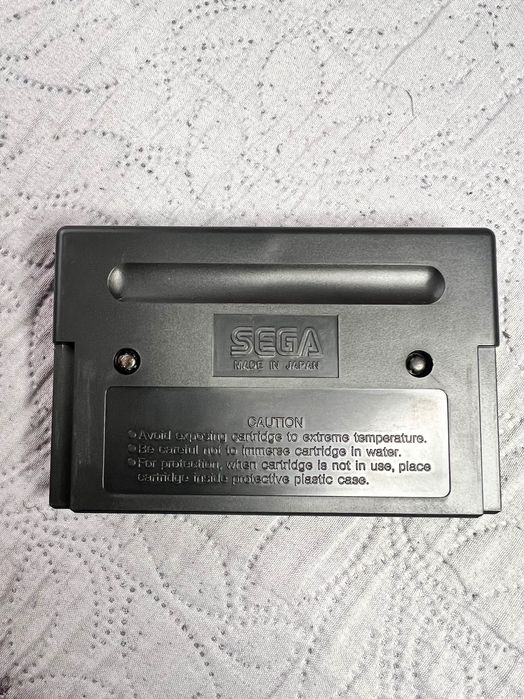 SEGA
MADE IN JAPAN
CAUTION
●Avoid exposing cartridge to extreme temperature.
●Be careful not to immerse cartridge in water.
●For protection, when cartridge is not in use, place
cartridge inside protective plastic case.